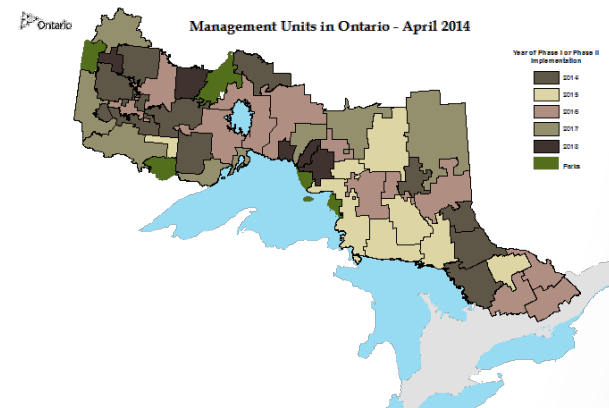 Ontario
Management Units in Ontario - April 2014
Year of Phase I or Phase II
Implementation
2014
2015
2016
2017
2018
Parks